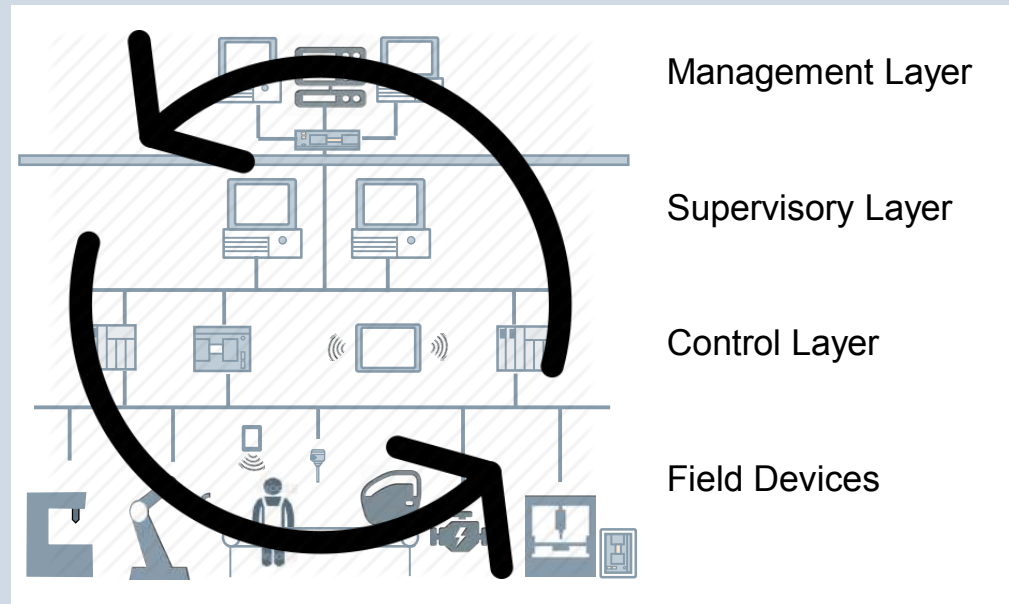 Management Layer
Supervisory Layer
Control Layer
Field Devices